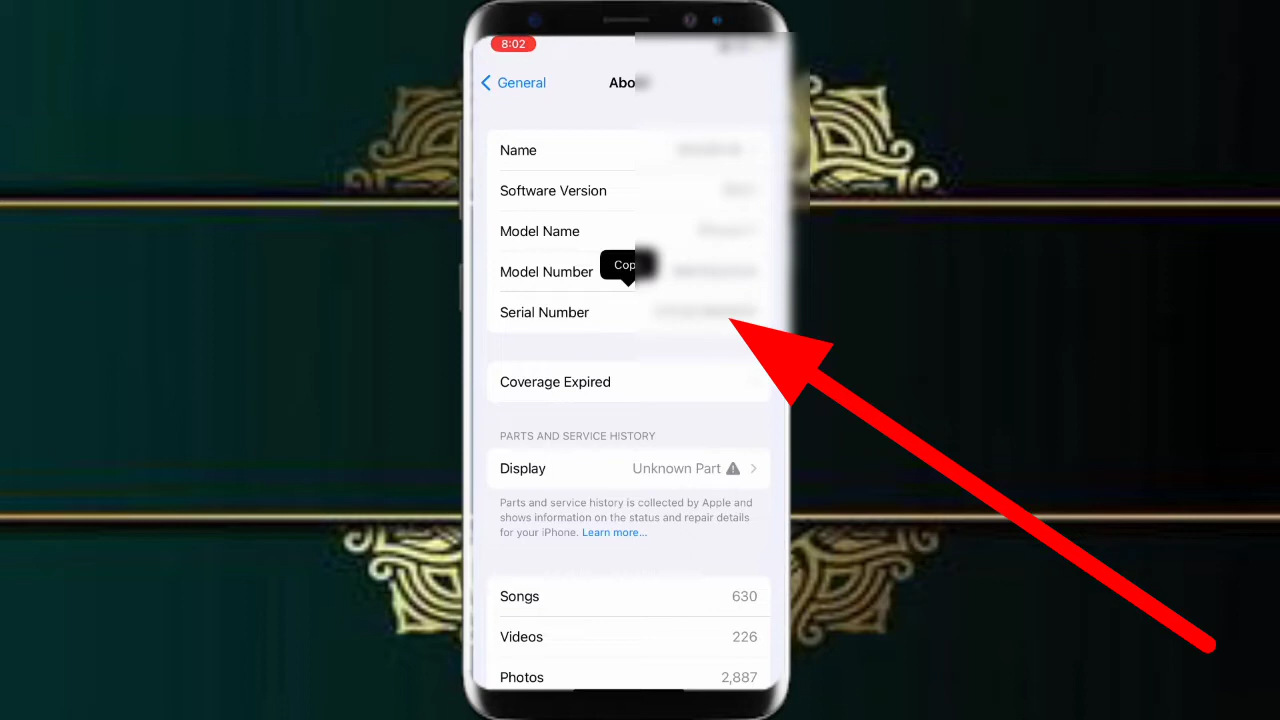 8:02
General
Abo
Name
Software Version
Model Name
Model Number
Cop
Serial Number
Coverage Expired
PARTS AND SERVICE HISTORY
Display Unknown Part
Parts and service history is collected by Apple and
shows information on the status and repair details
for your iPhone. Learn more...
Songs 630
Videos 226
Photos 2,887